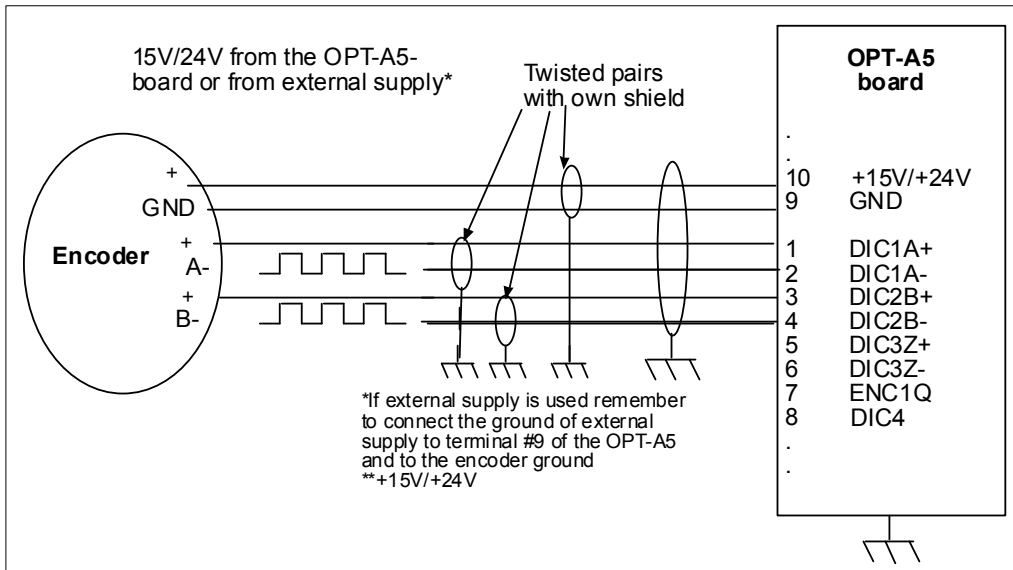 15V/24V from the OPT-A5-
board or from external supply*
Twisted pairs
with own shield
OPT-A5
board
Encoder
+
GND
+
A-
+
B-
.
.
10 +15V/+24V
9 GND
1 DIC1A+
2 DIC1A-
3 DIC2B+
4 DIC2B-
5 DIC3Z+
6 DIC3Z-
7 ENC1Q
8 DIC4
.
.
*If external supply is used remember
to connect the ground of external
supply to terminal #9 of the OPT-A5
and to the encoder ground
**+15V/+24V